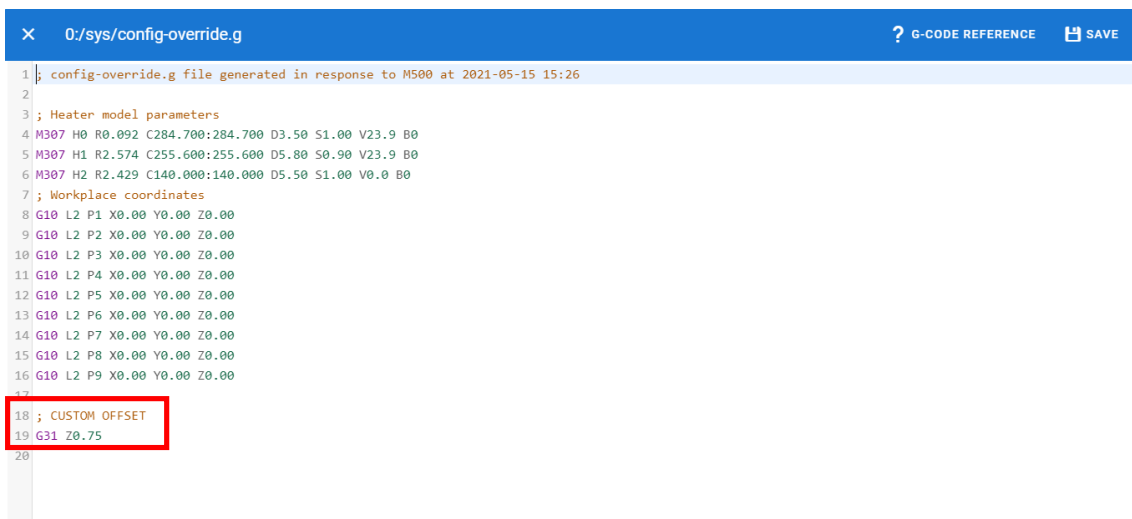 × 0:/sys/config-override.g ? G-CODE REFERENCE SAVE
1 ; config-override.g file generated in response to M500 at 2021-05-15 15:26
2
3 ; Heater model parameters
4 M307 H0 R0.092 C284.700:284.700 D3.50 S1.00 V23.9 B0
5 M307 H1 R2.574 C255.600:255.600 D5.80 S0.90 V23.9 B0
6 M307 H2 R2.429 C140.000:140.000 D5.50 S1.00 V0.0 B0
7 ; Workplace coordinates
8 G10 L2 P1 X0.00 Y0.00 Z0.00
9 G10 L2 P2 X0.00 Y0.00 Z0.00
10 G10 L2 P3 X0.00 Y0.00 Z0.00
11 G10 L2 P4 X0.00 Y0.00 Z0.00
12 G10 L2 P5 X0.00 Y0.00 Z0.00
13 G10 L2 P6 X0.00 Y0.00 Z0.00
14 G10 L2 P7 X0.00 Y0.00 Z0.00
15 G10 L2 P8 X0.00 Y0.00 Z0.00
16 G10 L2 P9 X0.00 Y0.00 Z0.00
17
18 ; CUSTOM OFFSET
19 G31 Z0.75
20